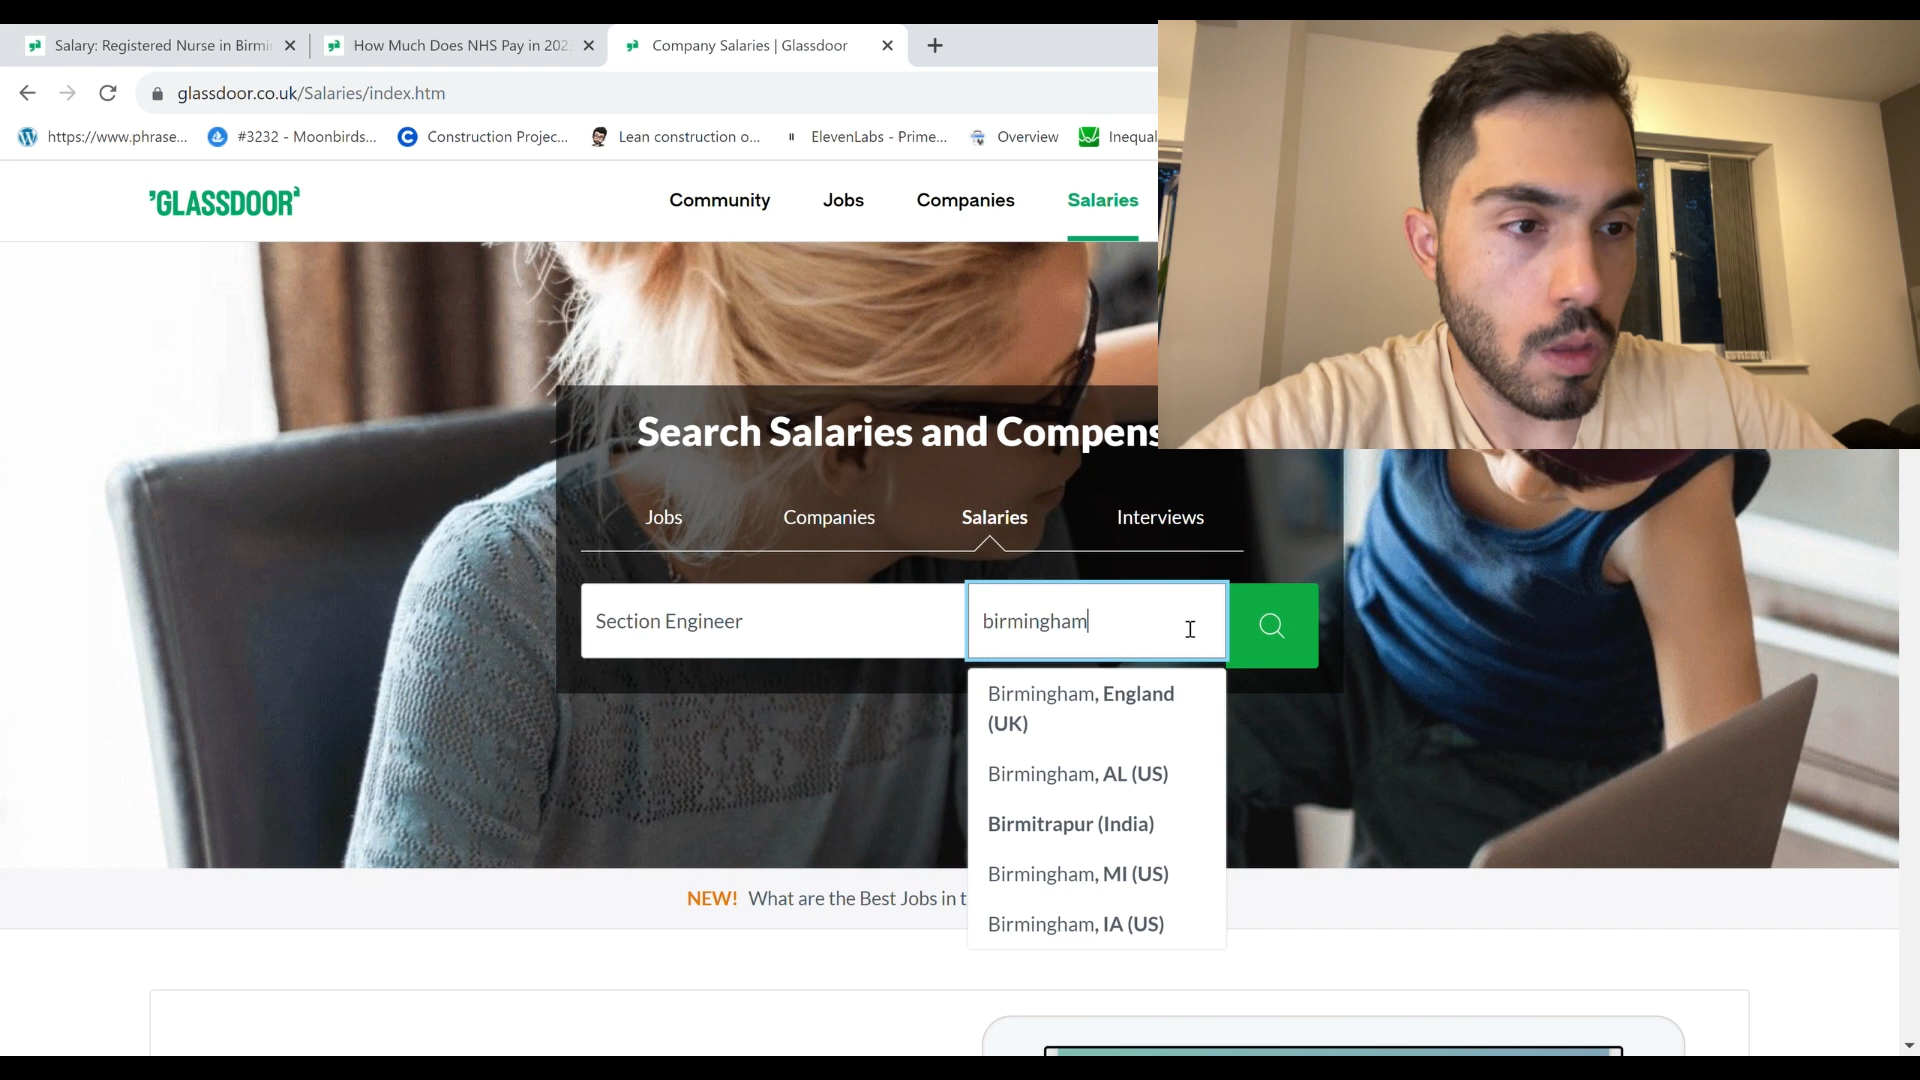 Salary: Registered Nurse in Birmi
How Much Does NHS Pay in 202
Company Salaries | Glassdoor
glassdoor.co.uk/Salaries/index.htm
https://www.phrase...
#3232 - Moonbirds...
Construction Projec...
Lean construction o...
ElevenLabs - Prime...
Overview
Inequal
GLASSDOOR
Community
Jobs
Companies
Salaries
Search Salaries and Compens
Jobs
Companies
Salaries
Interviews
Section Engineer
birmingham
Birmingham, England
(UK)
Birmingham, AL (US)
Birmitrapur (India)
Birmingham, MI (US)
Birmingham, IA (US)
NEW! What are the Best Jobs in t